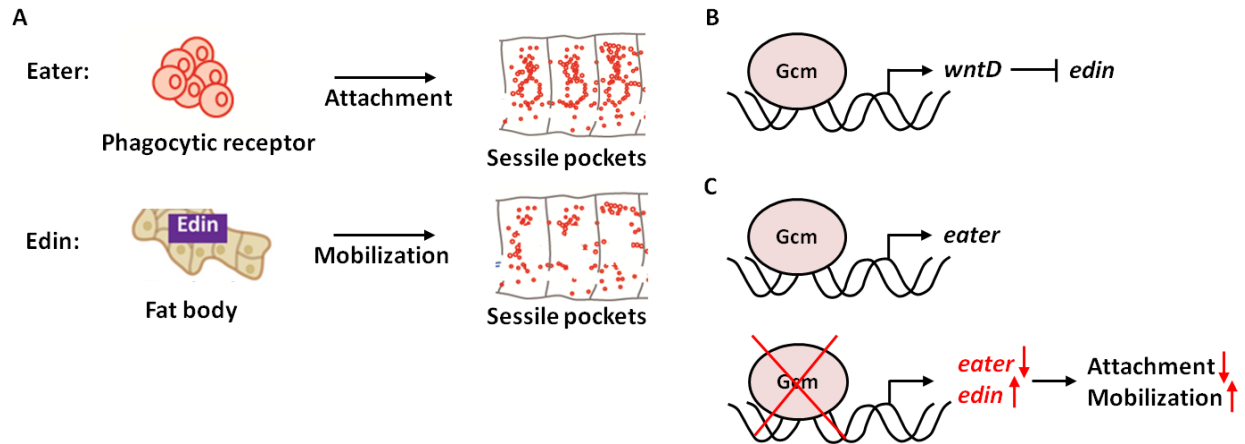 A
Eater:
Phagocytic receptor
Attachment
Sessile pockets
Edin:
Edin
Fat body
Mobilization
Sessile pockets
B
Gcm
wntD
edin
C
Gcm
eater
Gcm
eater
edin
Attachment
Mobilization